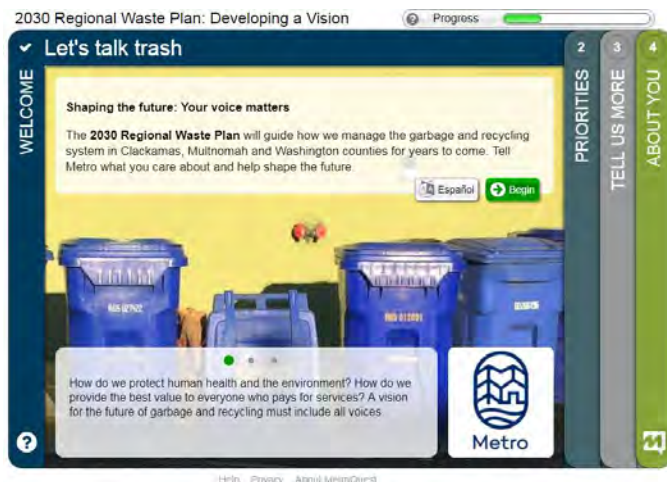 2030 Regional Waste Plan: Developing a Vision
Progress
Let's talk trash
WELCOME
2
PRIORITIES
3
TELL US MORE
4
ABOUT YOU
Shaping the future: Your voice matters
The 2030 Regional Waste Plan will guide how we manage the garbage and recycling
system in Clackamas, Multnomah and Washington counties for years to come. Tell
Metro what you care about and help shape the future.
Español
Begin
How do we protect human health and the environment? How do we
provide the best value to everyone who pays for services? A vision
for the future of garbage and recycling must include all voices
Metro
Help Privacy About MetroQuest